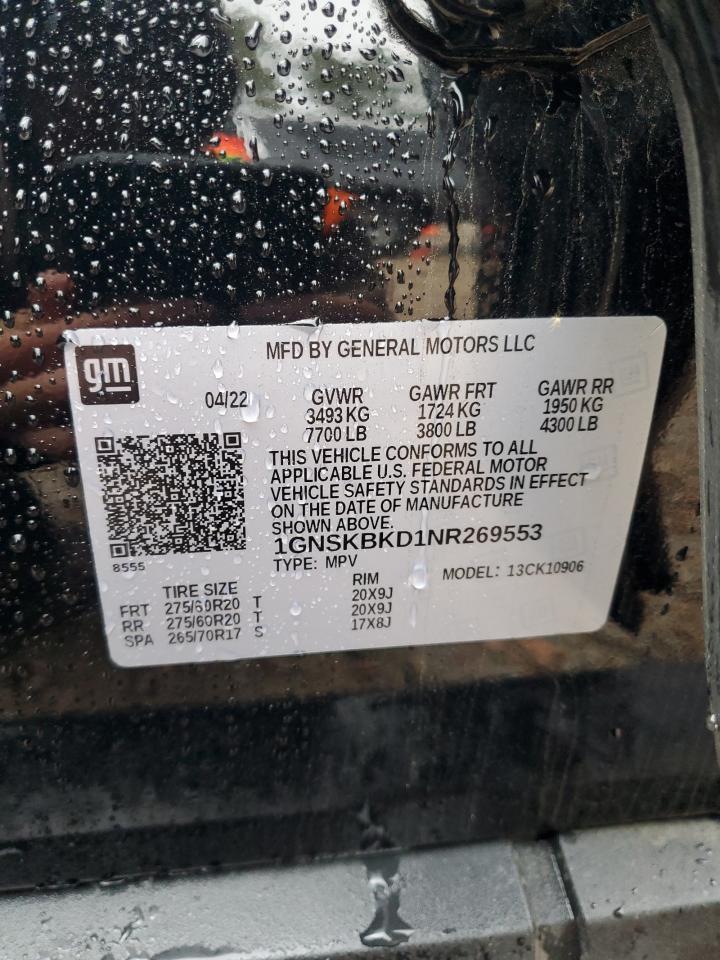 gm
MFD BY GENERAL MOTORS LLC
04/22 GVWR GAWR FRT GAWR RR
3493 KG 1724 KG 1950 KG
7700 LB 3800 LB 4300 LB
THIS VEHICLE CONFORMS TO ALL
APPLICABLE U.S. FEDERAL MOTOR
VEHICLE SAFETY STANDARDS IN EFFECT
ON THE DATE OF MANUFACTURE
SHOWN ABOVE.
1GNSKBKD1NR269553
8555 TYPE: MPV MODEL: 13CK10906
TIRE SIZE RIM
FRT 275/60R20 T 20X9J
RR 275/60R20 T 20X9J
SPA 265/70R17 S 17X8J